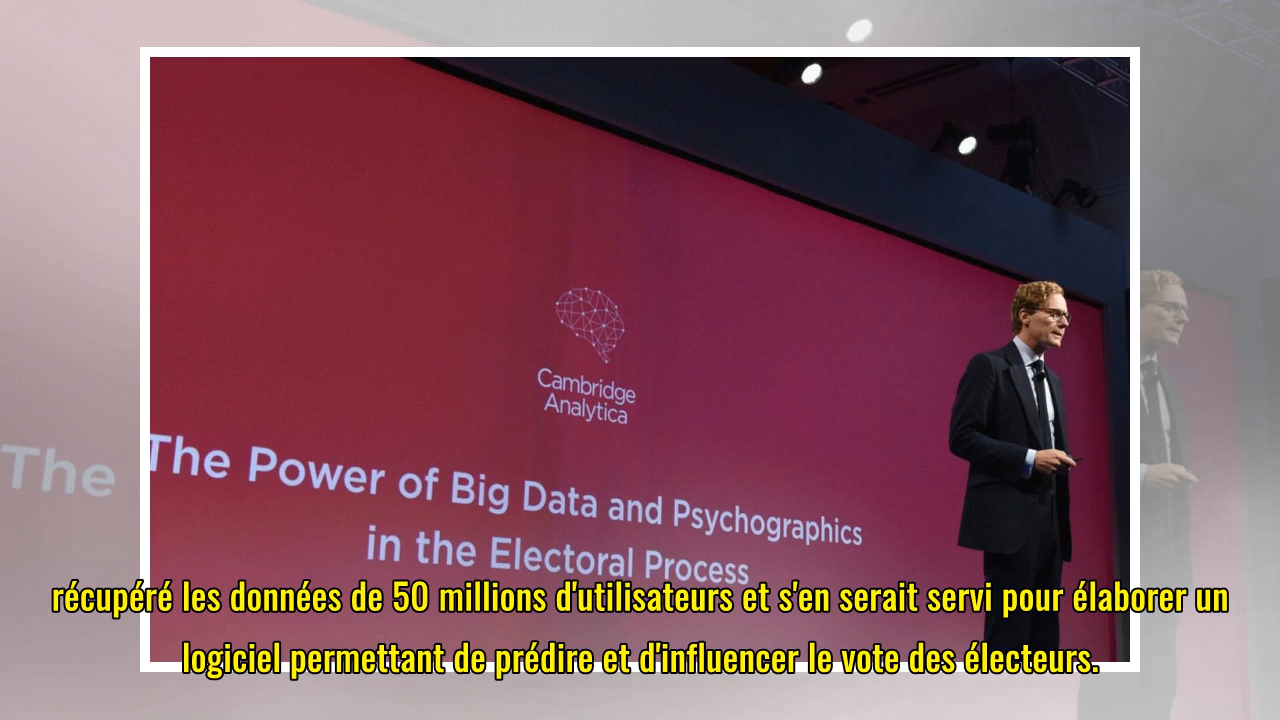 Cambridge
Analytica
The
The Power of Big Data and Psychographics
in the Electoral Process
récupéré les données de 50 millions d'utilisateurs et s'en serait servi pour élaborer un
logiciel permettant de prédire et d'influencer le vote des électeurs.